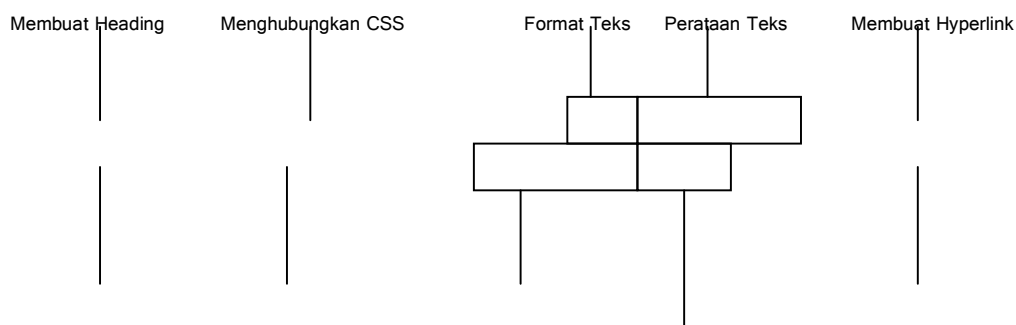 Membuat Heading
Menghubungkan CSS
Format Teks
Perataan Teks
Membuat Hyperlink